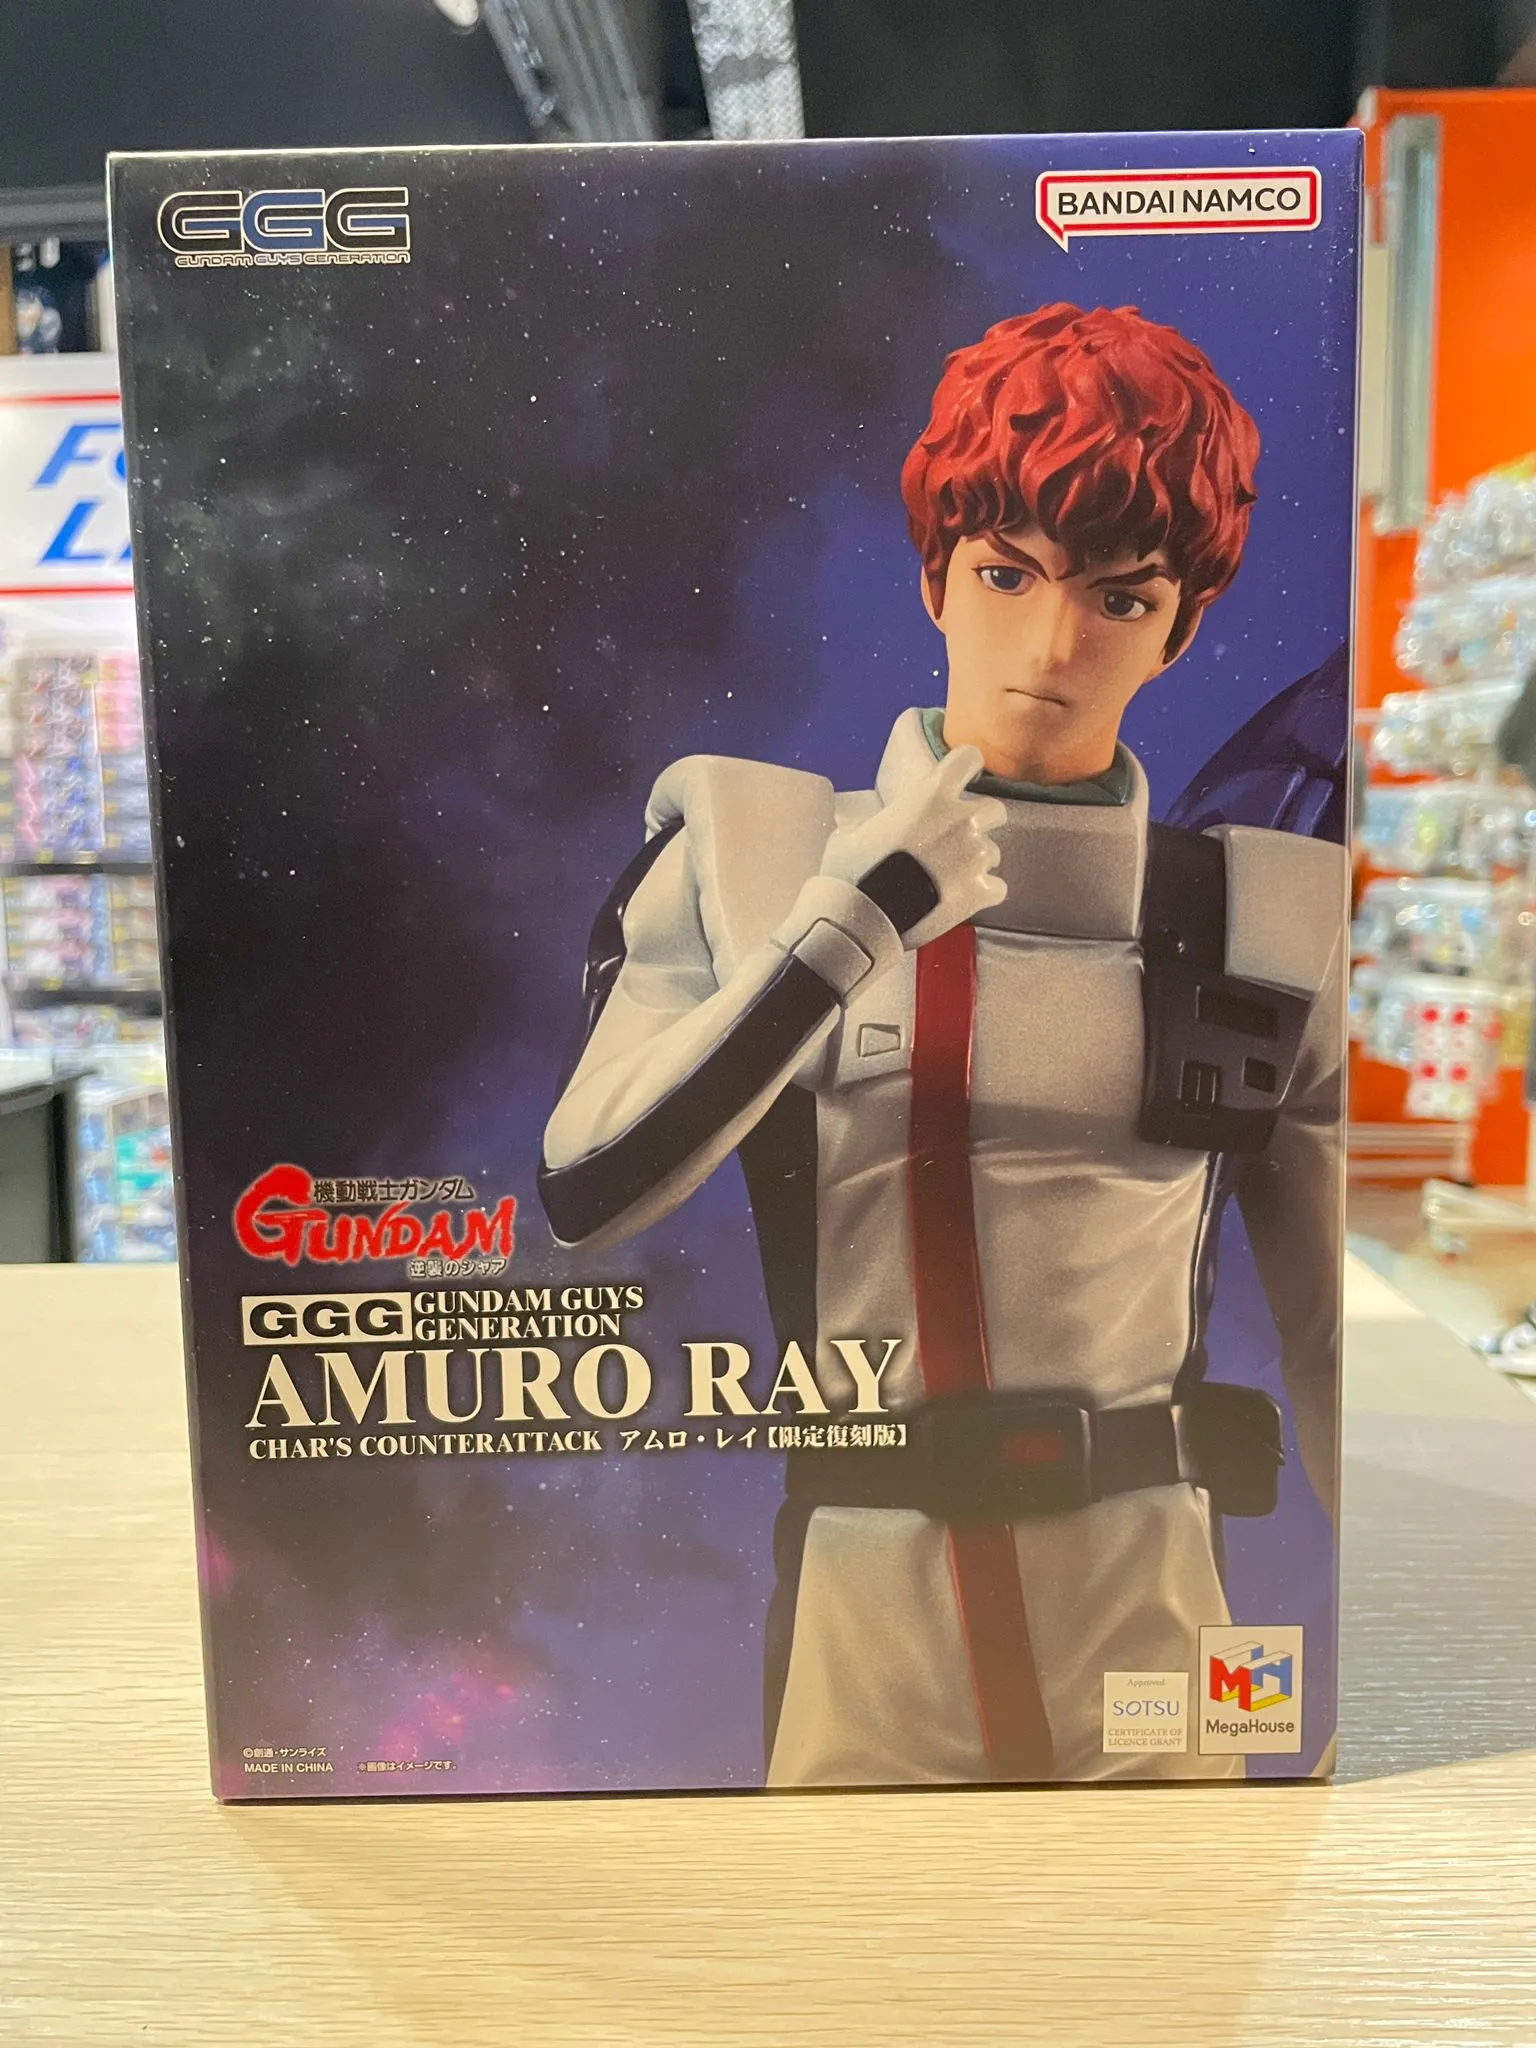 GGG
GUNDAM GUYS GENERATION
BANDAI NAMCO
機動戦士ガンダム
GUNDAM
逆襲のシャア
GGG GUNDAM GUYS
GENERATION
AMURO RAY
CHAR'S COUNTERATTACK アムロ・レイ【限定復刻版】
Approved
SOTSU
CERTIFICATE OF
LICENCE GRANT
MH
MegaHouse
©創通・サンライズ
MADE IN CHINA ※画像はイメージです。